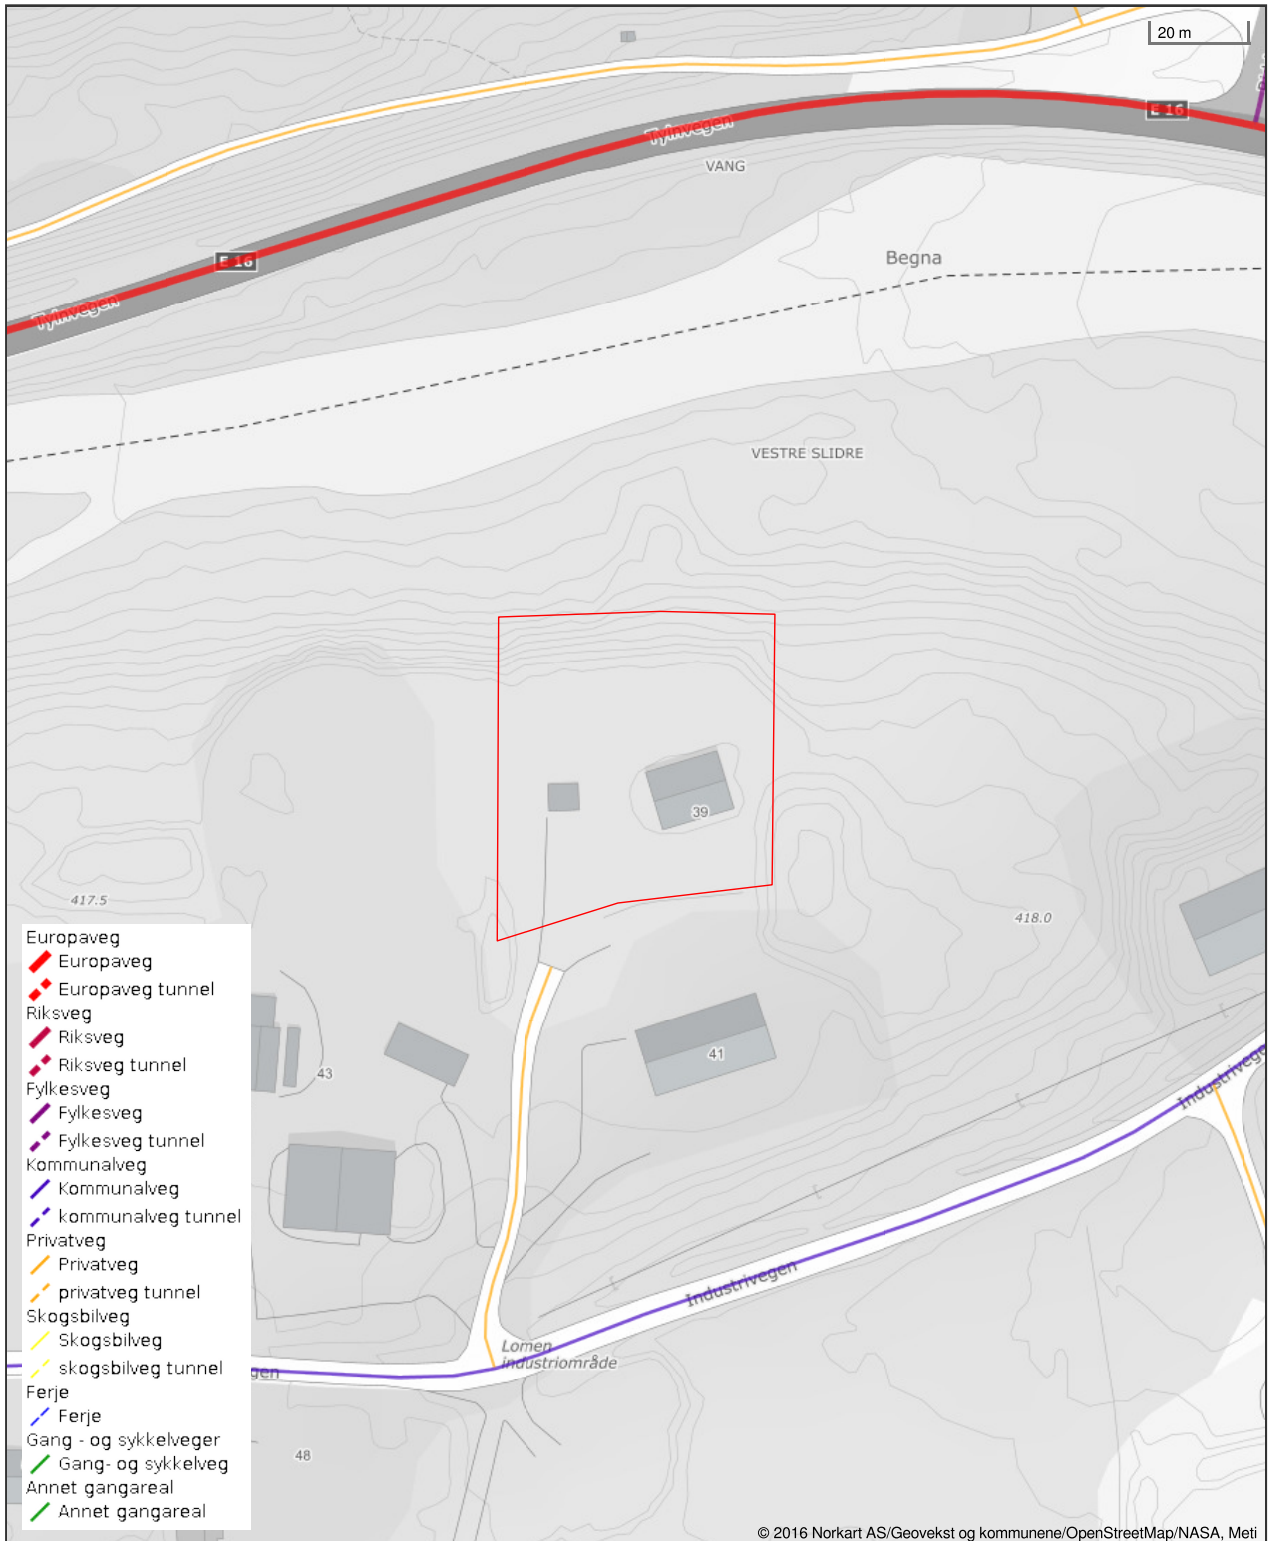 20 m
E 16
Tyinvegen
VANG
Begna
E 16
Tyinvegen
VESTRE SLIDRE
39
417.5
418.0
Europaveg
Europaveg
Europaveg tunnel
Riksveg
Riksveg
Riksveg tunnel
Fylkesveg
Fylkesveg
Fylkesveg tunnel
Kommunalveg
Kommunalveg
kommunalveg tunnel
Privatveg
Privatveg
privatveg tunnel
Skogsbilveg
Skogsbilveg
skogsbilveg tunnel
Ferje
Ferje
Gang - og sykkelveger
Gang- og sykkelveg
Annet gangareal
Annet gangareal
41
43
Industrivegen
Industrivegen
Lomen
industriområde
gen
48
© 2016 Norkart AS/Geovekst og kommunene/OpenStreetMap/NASA, Meti